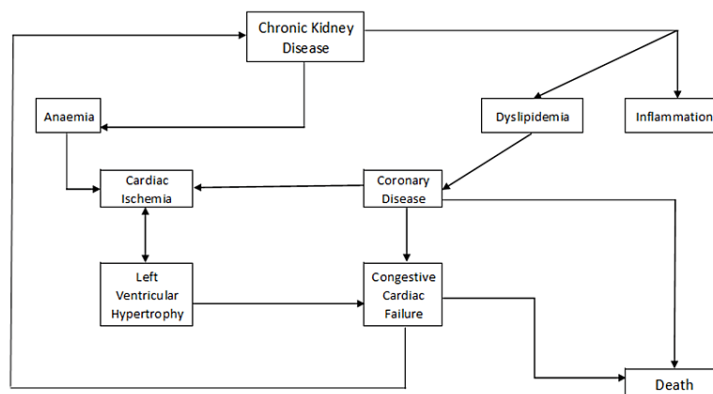 Chronic Kidney
Disease
Anaemia
Dyslipidemia
Inflammation
Cardiac
Ischemia
Coronary
Disease
Left
Ventricular
Hypertrophy
Congestive
Cardiac
Failure
Death